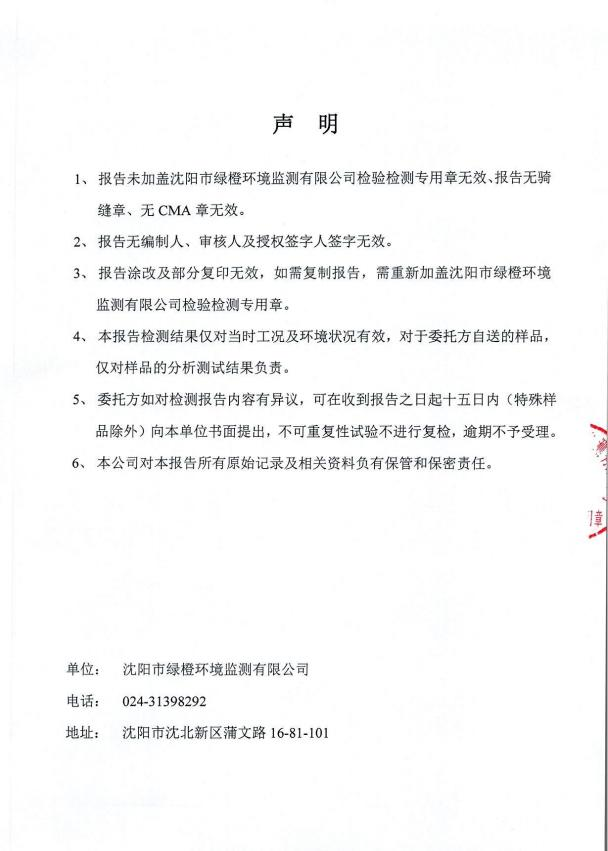 声 明
1、 报告未加盖沈阳市绿橙环境监测有限公司检验检测专用章无效、报告无骑
缝章、无 CMA 章无效。
2、 报告无编制人、审核人及授权签字人签字无效。
3、 报告涂改及部分复印无效，如需复制报告，需重新加盖沈阳市绿橙环境
监测有限公司检验检测专用章。
4、 本报告检测结果仅对当时工况及环境状况有效，对于委托方自送的样品，
仅对样品的分析测试结果负责。
5、 委托方如对检测报告内容有异议，可在收到报告之日起十五日内（特殊样
品除外）向本单位书面提出，不可重复性试验不进行复检，逾期不予受理。
6、 本公司对本报告所有原始记录及相关资料负有保管和保密责任。
章
单位： 沈阳市绿橙环境监测有限公司
电话： 024-31398292
地址： 沈阳市沈北新区蒲文路 16-81-101